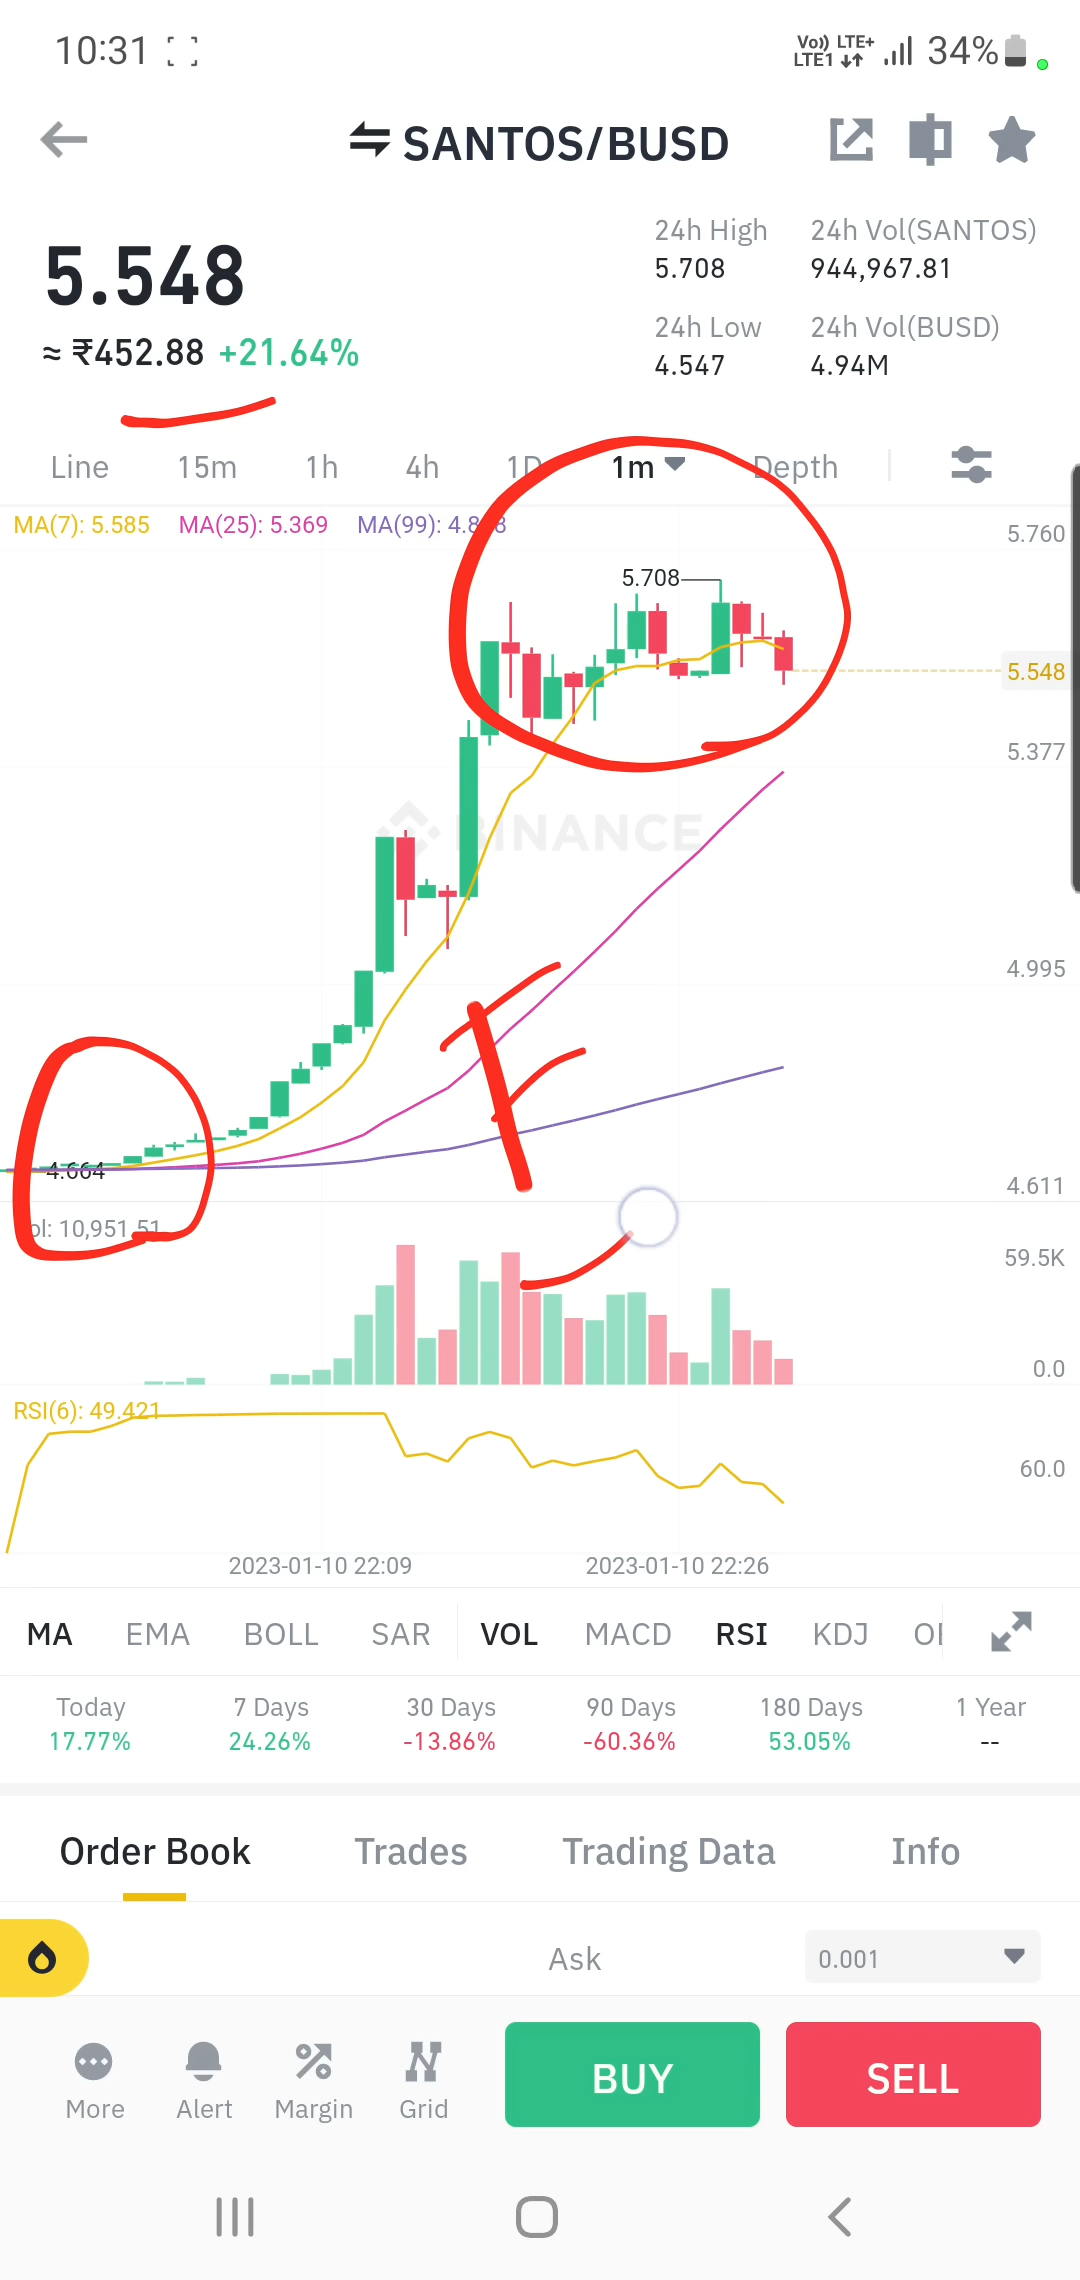 10:31
Vo)) LTE+
LTE1
34%
SANTOS/BUSD
5.548
≈ ₹452.88 +21.64%
24h High
5.708
24h Vol(SANTOS)
944,967.81
24h Low
4.547
24h Vol(BUSD)
4.94M
Line 15m 1h 4h 1D 1m Depth
MA(7): 5.585 MA(25): 5.369
5.760
5.708
5.548
5.377
BINANCE
4.995
4.664
4.611
ol: 10,951.51
59.5K
0.0
RSI(6): 49.421
60.0
2023-01-10 22:09 2023-01-10 22:26
MA EMA BOLL SAR VOL MACD RSI KDJ
Today 7 Days 30 Days 90 Days 180 Days 1 Year
17.77% 24.26% -13.86% -60.36% 53.05% --
Order Book Trades Trading Data Info
Ask
0.001
More Alert Margin Grid
BUY
SELL